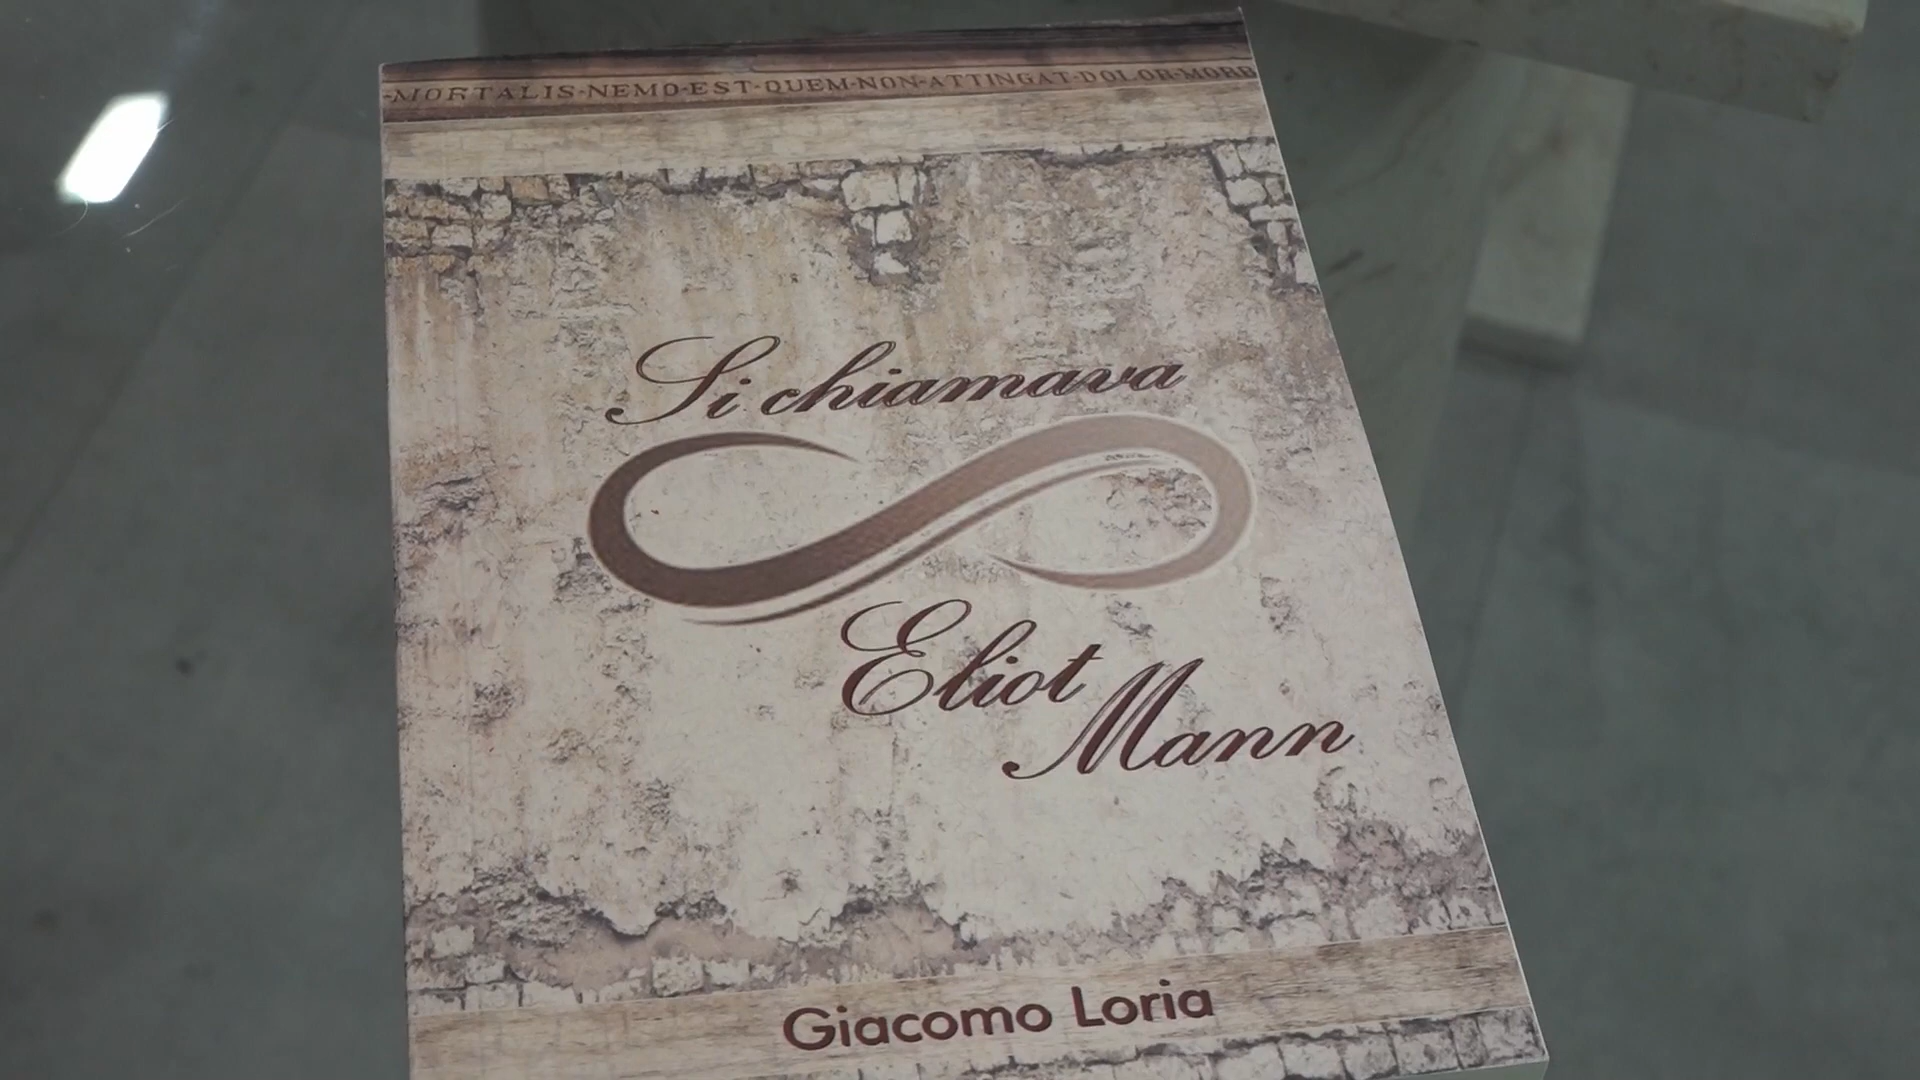 ·MORTALIS·NEMO·EST·QUEM·NON·ATTINGAT·DOLOR·MORB
Si chiamava
Eliot
Mann
Giacomo Loria